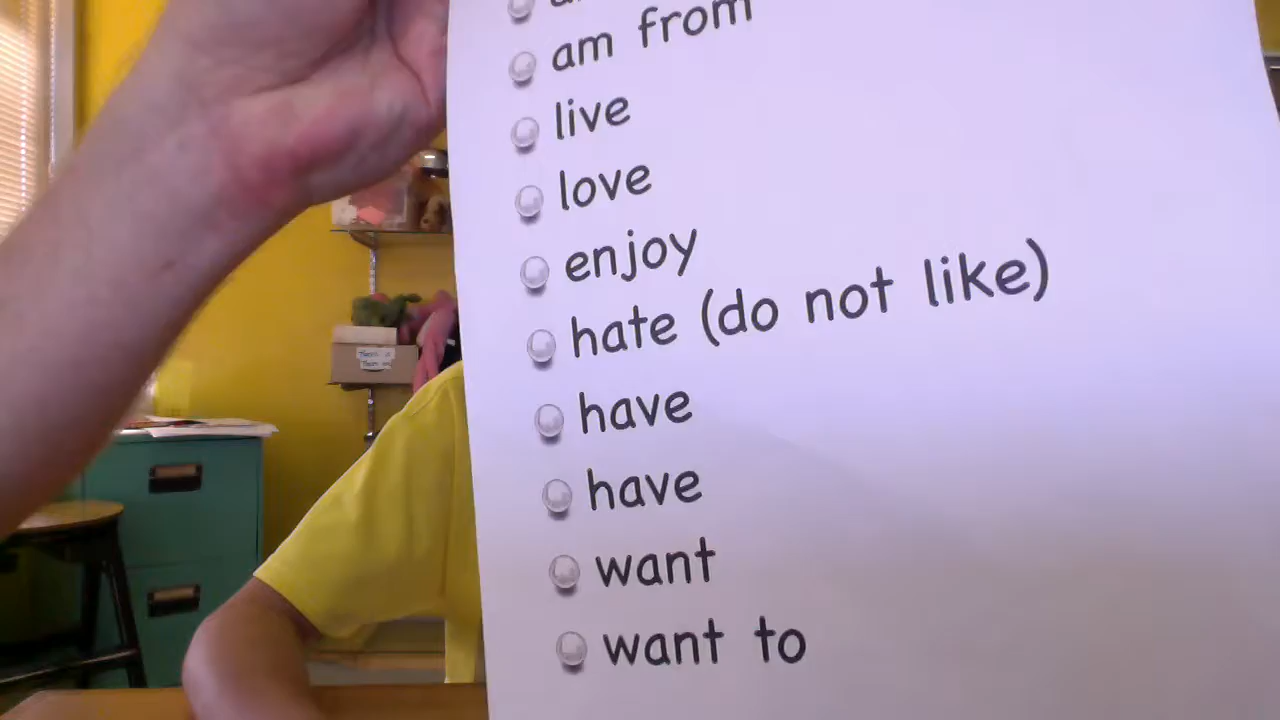 am from
live
love
enjoy
hate (do not like)
have
have
want
want to